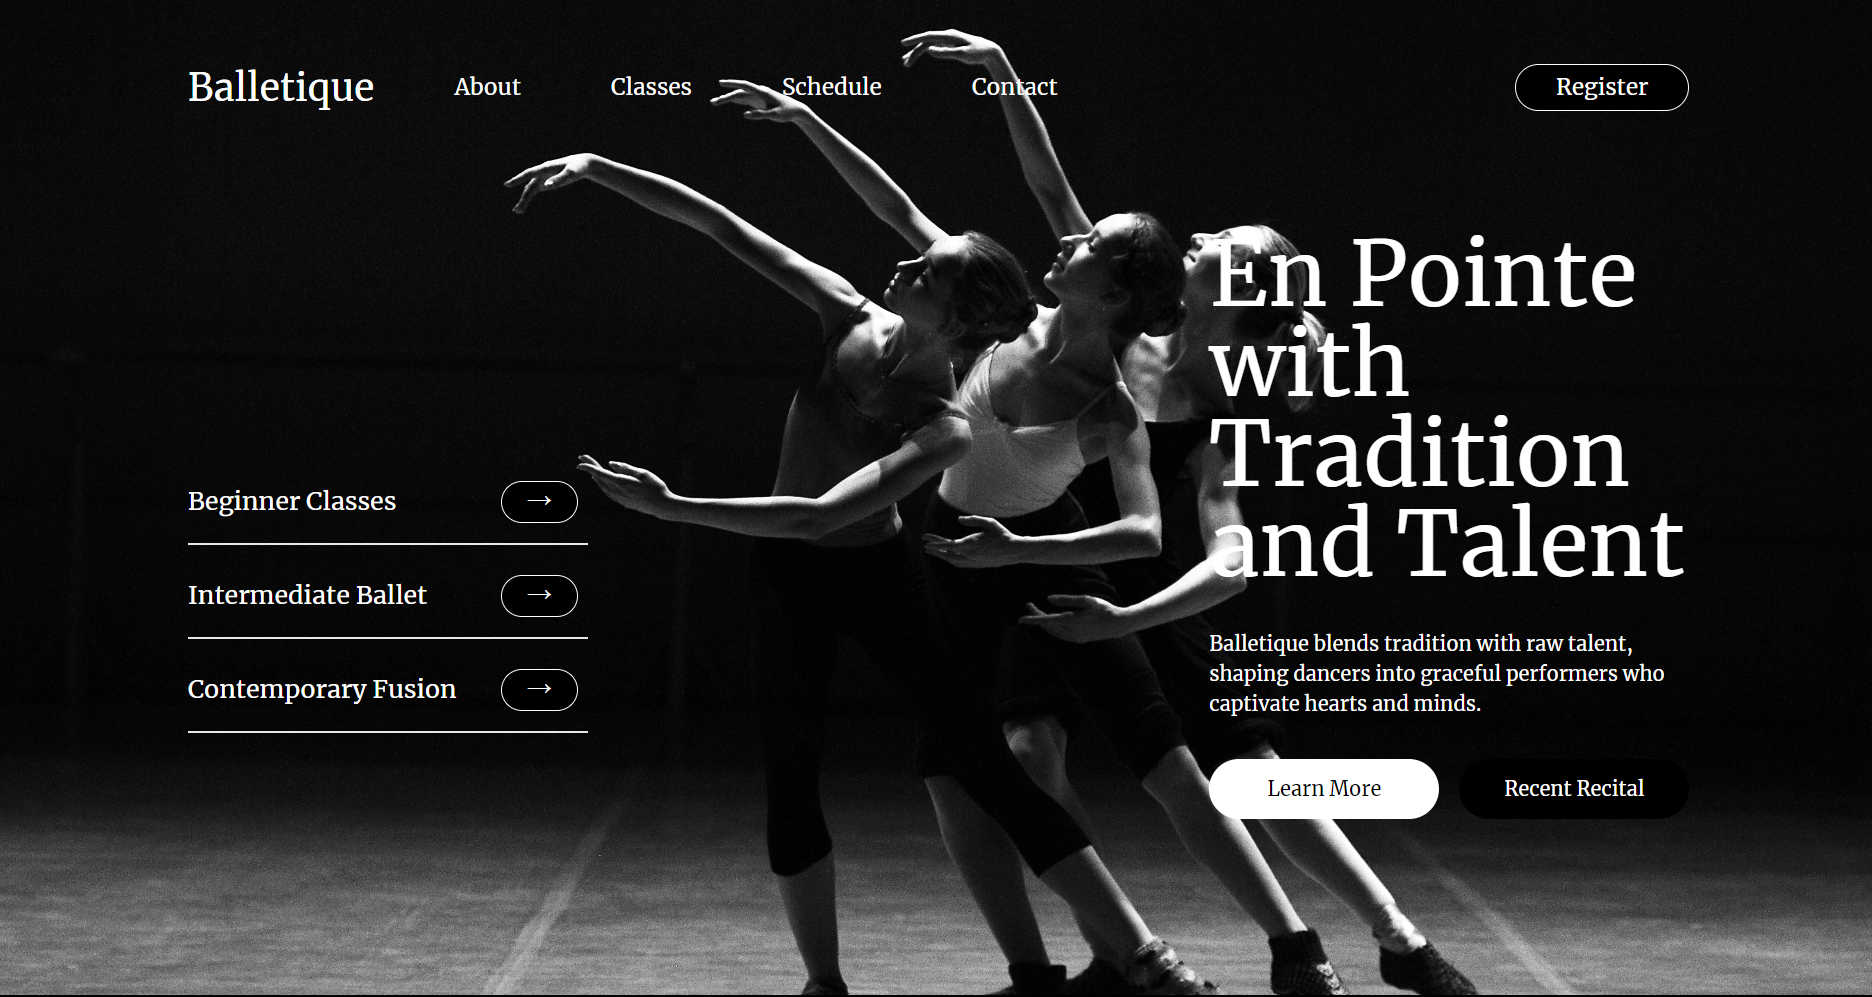 Balletique
About
Classes
Schedule
Contact
Register
En Pointe
with
Tradition
and Talent
Beginner Classes
→
Intermediate Ballet
→
Contemporary Fusion
→
Balletique blends tradition with raw talent,
shaping dancers into graceful performers who
captivate hearts and minds.
Learn More
Recent Recital